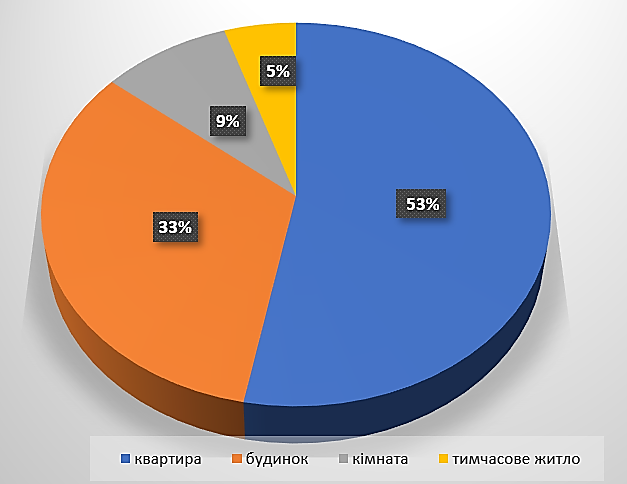 5%
9%
53%
33%
квартира будинок кімната тимчасове житло